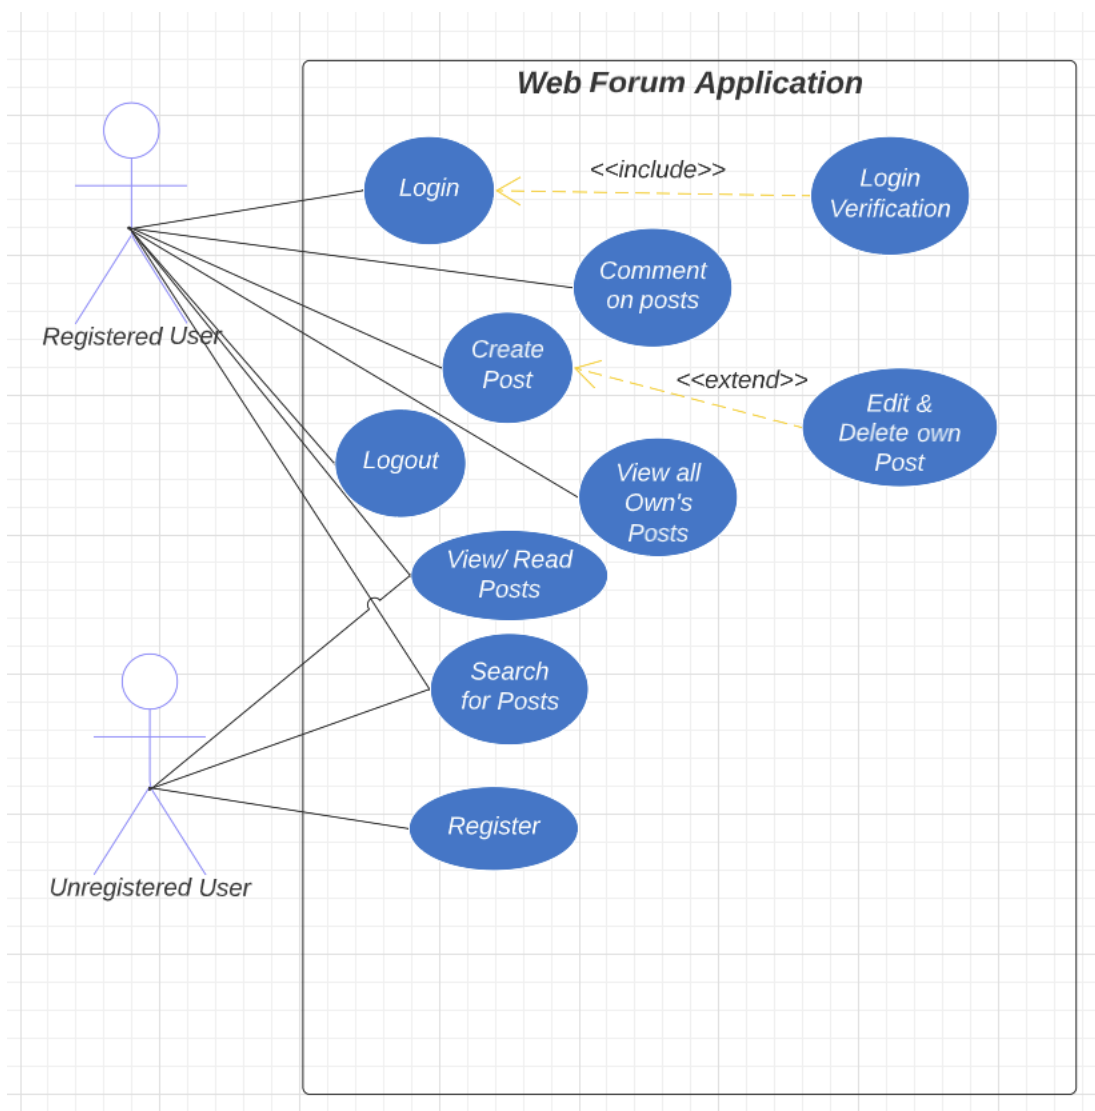 Web Forum Application
Login
<<include>>
Login
Verification
Comment
on posts
Registered User
Create
Post
<<extend>>
Edit &
Delete own
Post
Logout
View all
Own's
Posts
View/ Read
Posts
Search
for Posts
Register
Unregistered User